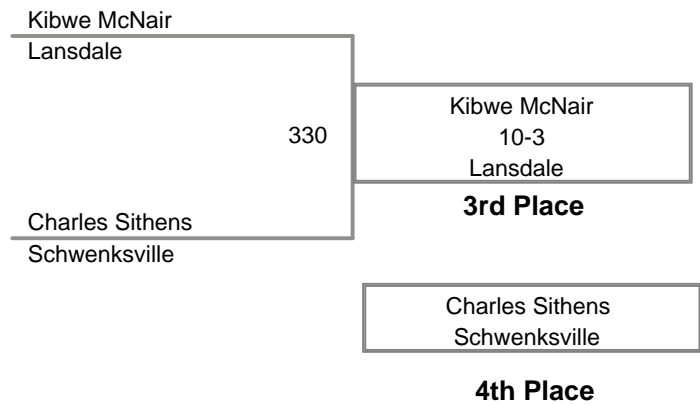 Kibwe McNair
Lansdale
330
Kibwe McNair
10-3
Lansdale
3rd Place
Charles Sithens
Schwenksville
Charles Sithens
Schwenksville
4th Place